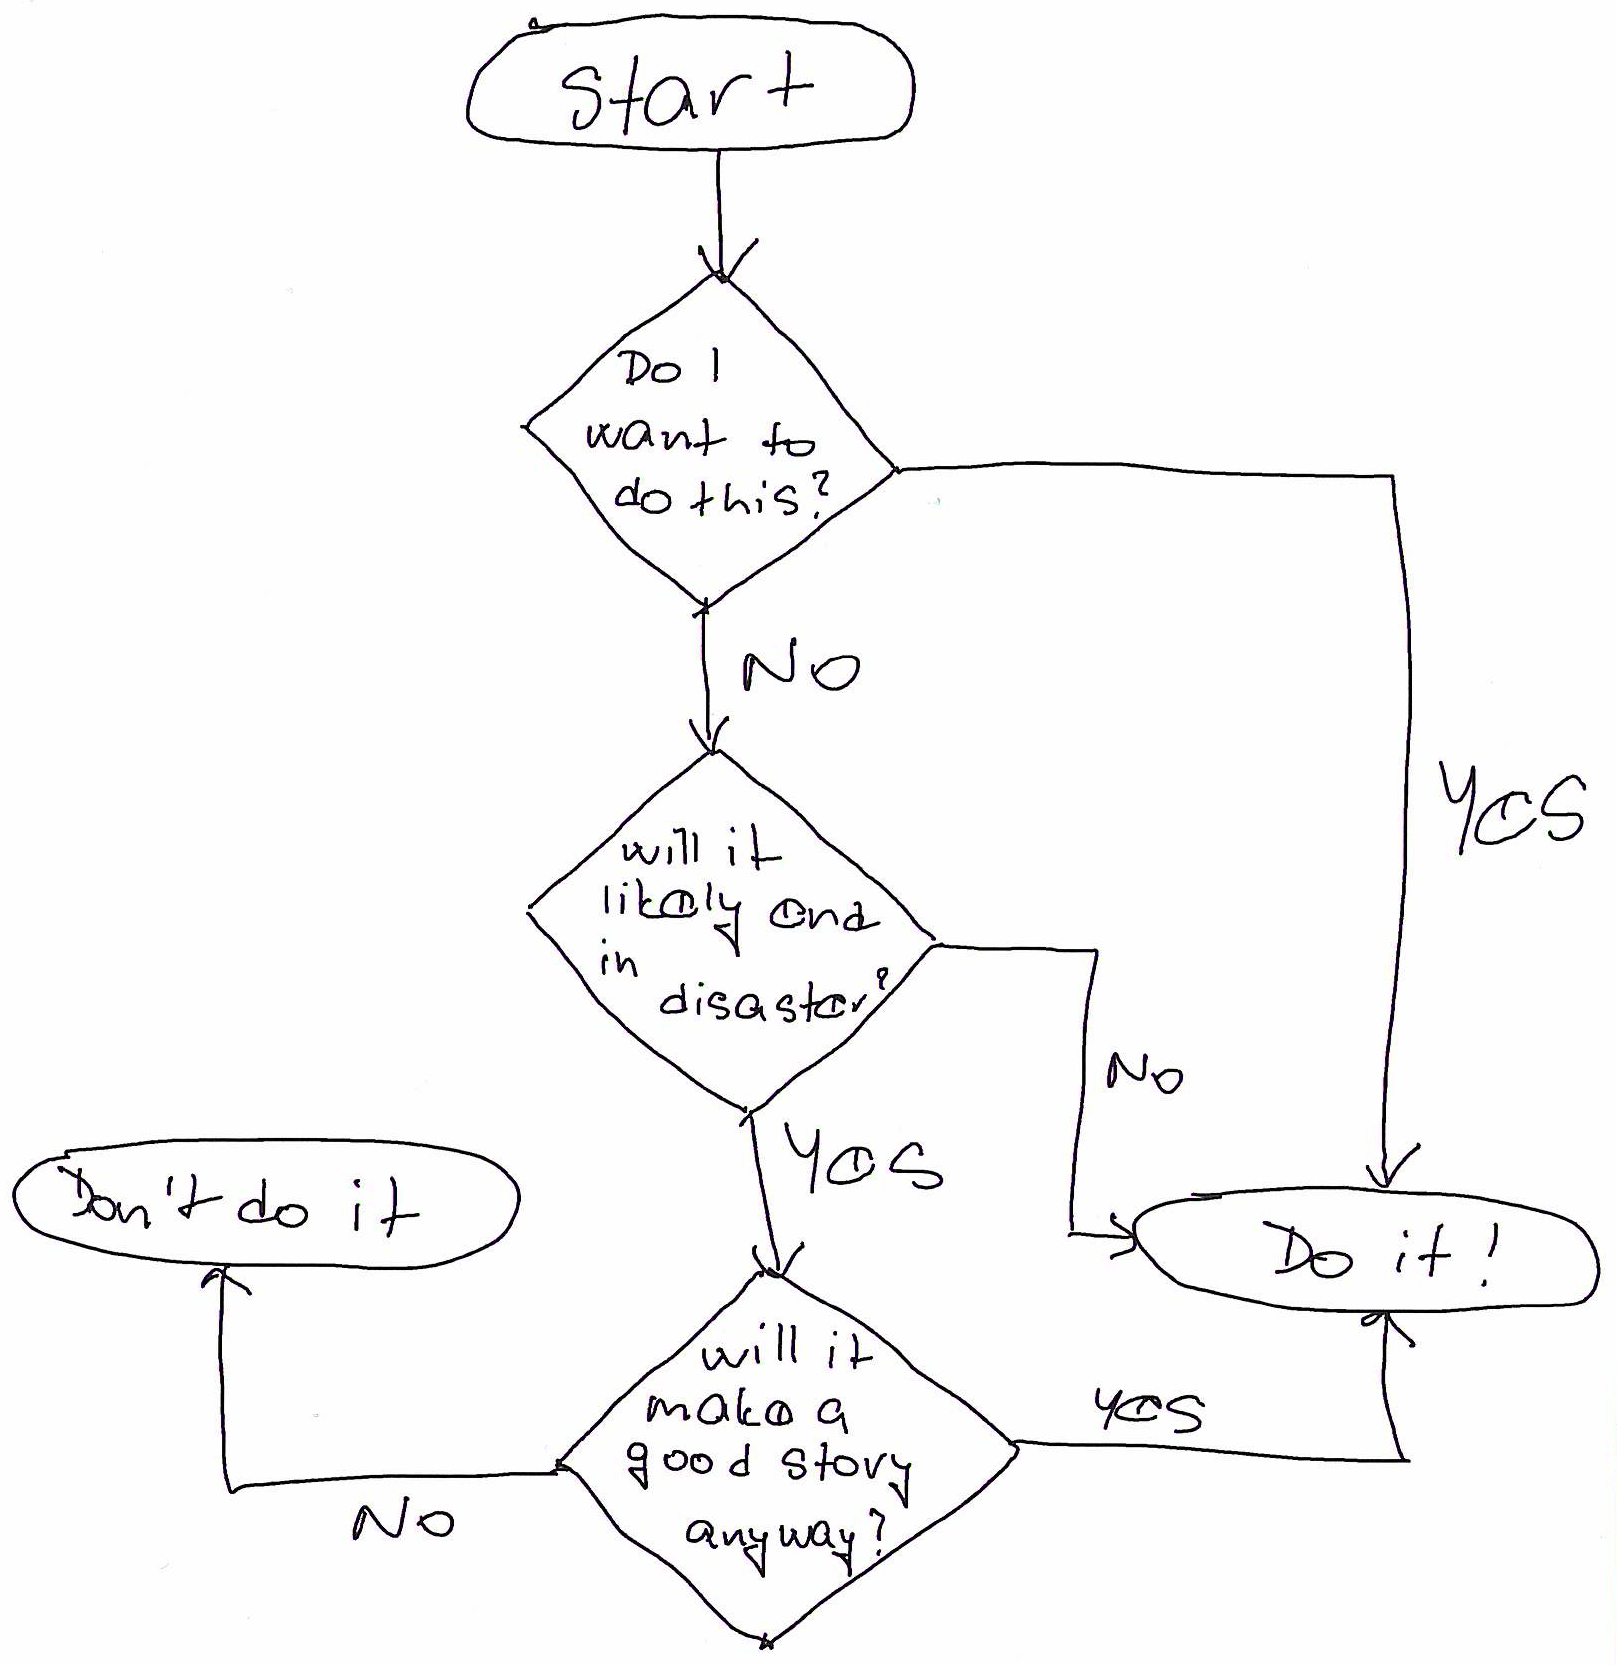 Start
Do I
want to
do this?
NO
YES
will it
likely end
in
disaster?
No
YES
Don't do it
Do it!
will it
make a
good story
anyway?
YES
NO